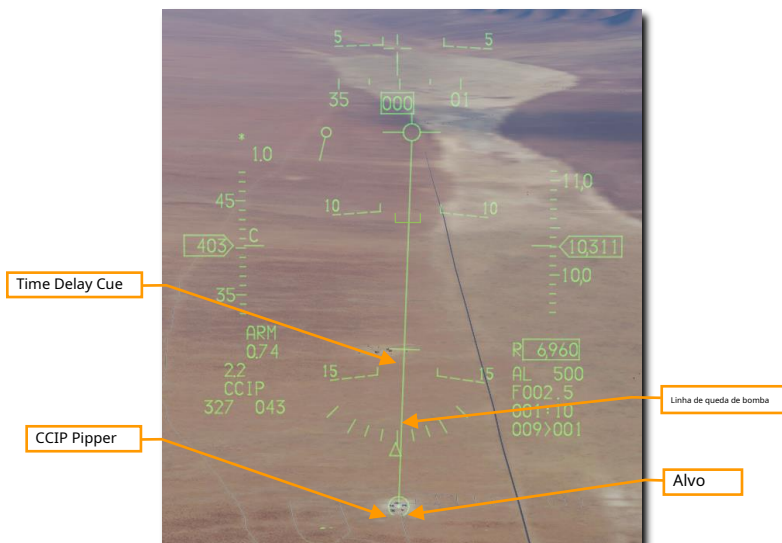 5 5
35 000 01
1.0
45
10 10
11,0
403 C
10,311
10,0
Time Delay Cue
35
ARM
0.74
2.2
CCIP
327 043
15 15
R 6,960
AL 500
F002.5
001:10
009>001
Linha de queda de bomba
CCIP Pipper
Alvo